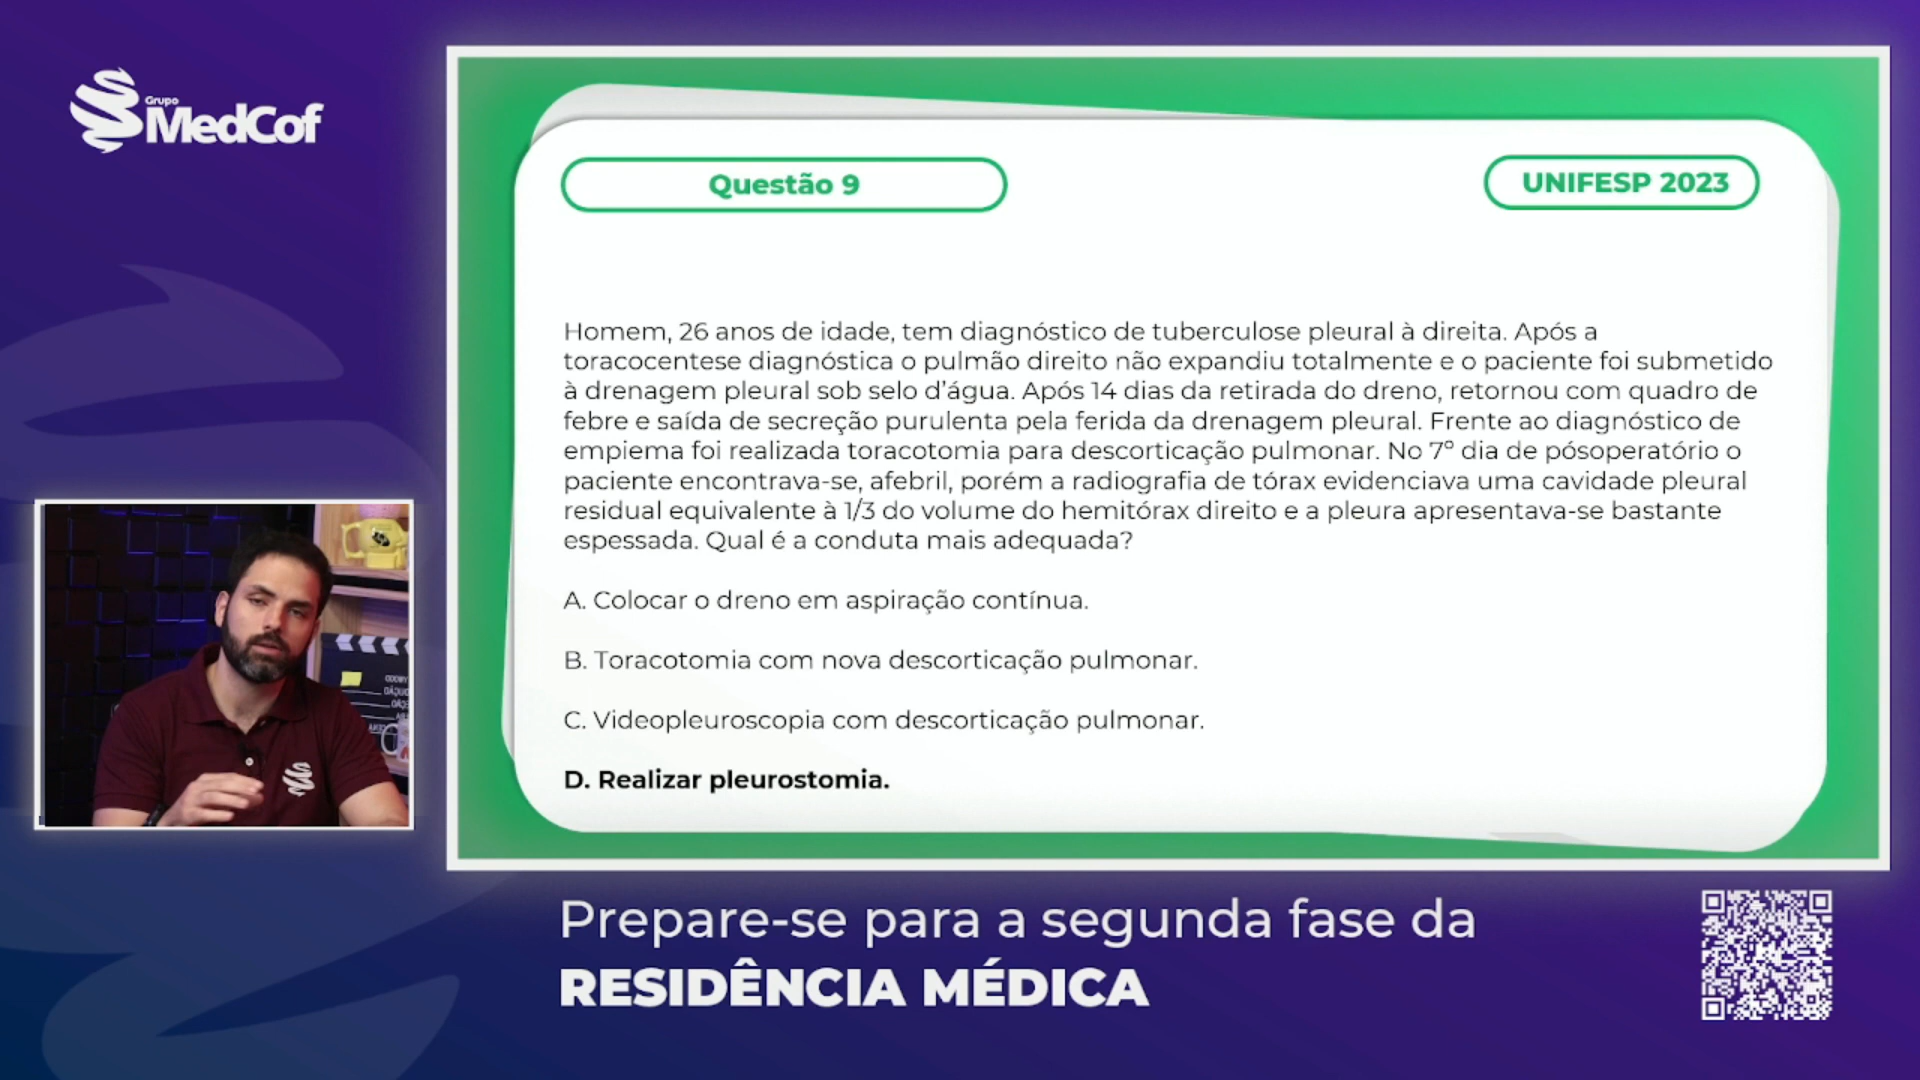 Grupo
MedCof
Questão 9
UNIFESP 2023
Homem, 26 anos de idade, tem diagnóstico de tuberculose pleural à direita. Após a
toracocentese diagnóstica o pulmão direito não expandiu totalmente e o paciente foi submetido
à drenagem pleural sob selo d’água. Após 14 dias da retirada do dreno, retornou com quadro de
febre e saída de secreção purulenta pela ferida da drenagem pleural. Frente ao diagnóstico de
empiema foi realizada toracotomia para descorticação pulmonar. No 7º dia de pósoperatório o
paciente encontrava-se, afebril, porém a radiografia de tórax evidenciava uma cavidade pleural
residual equivalente à 1/3 do volume do hemitórax direito e a pleura apresentava-se bastante
espessada. Qual é a conduta mais adequada?
A. Colocar o dreno em aspiração contínua.
B. Toracotomia com nova descorticação pulmonar.
C. Videopleuroscopia com descorticação pulmonar.
D. Realizar pleurostomia.
Prepare-se para a segunda fase da
RESIDÊNCIA MÉDICA